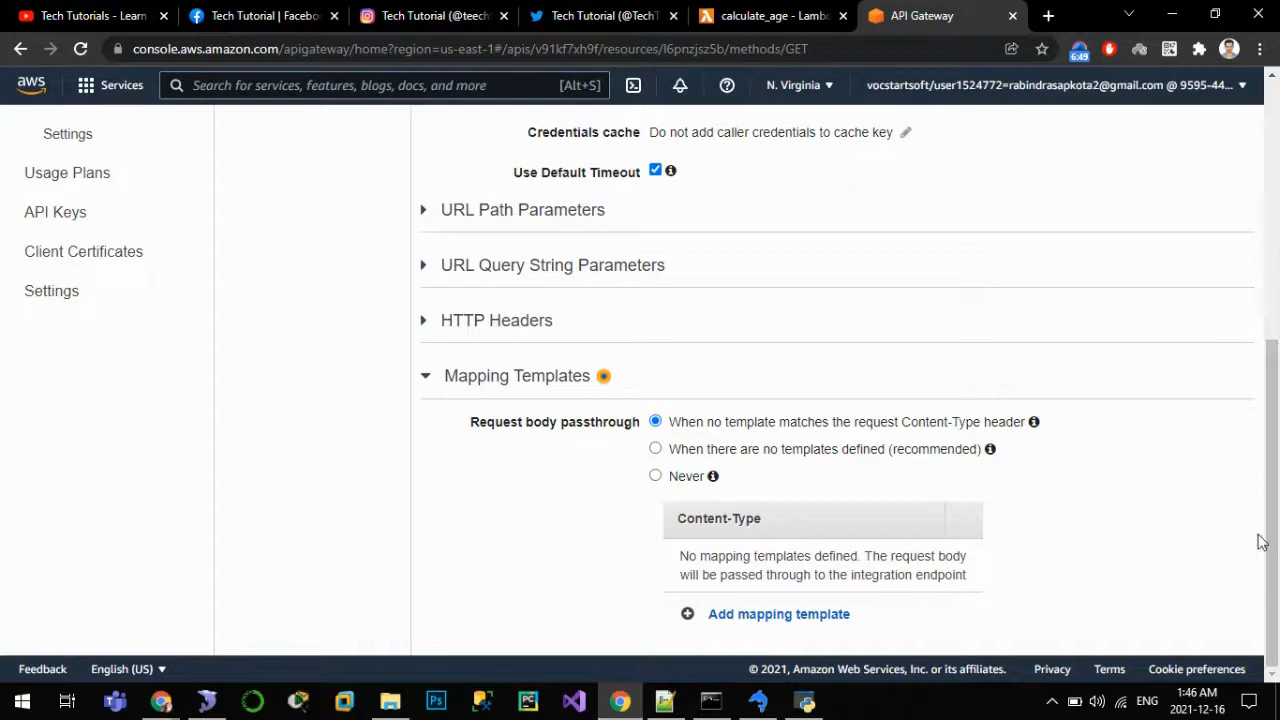 Tech Tutorials - Learn
Tech Tutorial | Facebo
Tech Tutorial (@teecht
Tech Tutorial (@TechT
calculate_age - Lambd
API Gateway
console.aws.amazon.com/apigateway/home?region=us-east-1#/apis/v91kf7xh9f/resources/l6pnzjsz5b/methods/GET
6:49
aws
Services
Search for services, features, blogs, docs, and more
[Alt+S]
N. Virginia
vocstartsoft/user1524772=rabindrasapkota2@gmail.com @ 9595-44...
Settings
Usage Plans
API Keys
Client Certificates
Settings
Credentials cache Do not add caller credentials to cache key
Use Default Timeout
URL Path Parameters
URL Query String Parameters
HTTP Headers
Mapping Templates
Request body passthrough When no template matches the request Content-Type header
When there are no templates defined (recommended)
Never
Content-Type
No mapping templates defined. The request body
will be passed through to the integration endpoint
Add mapping template
Feedback English (US) © 2021, Amazon Web Services, Inc. or its affiliates. Privacy Terms Cookie preferences
ENG
1:46 AM
2021-12-16